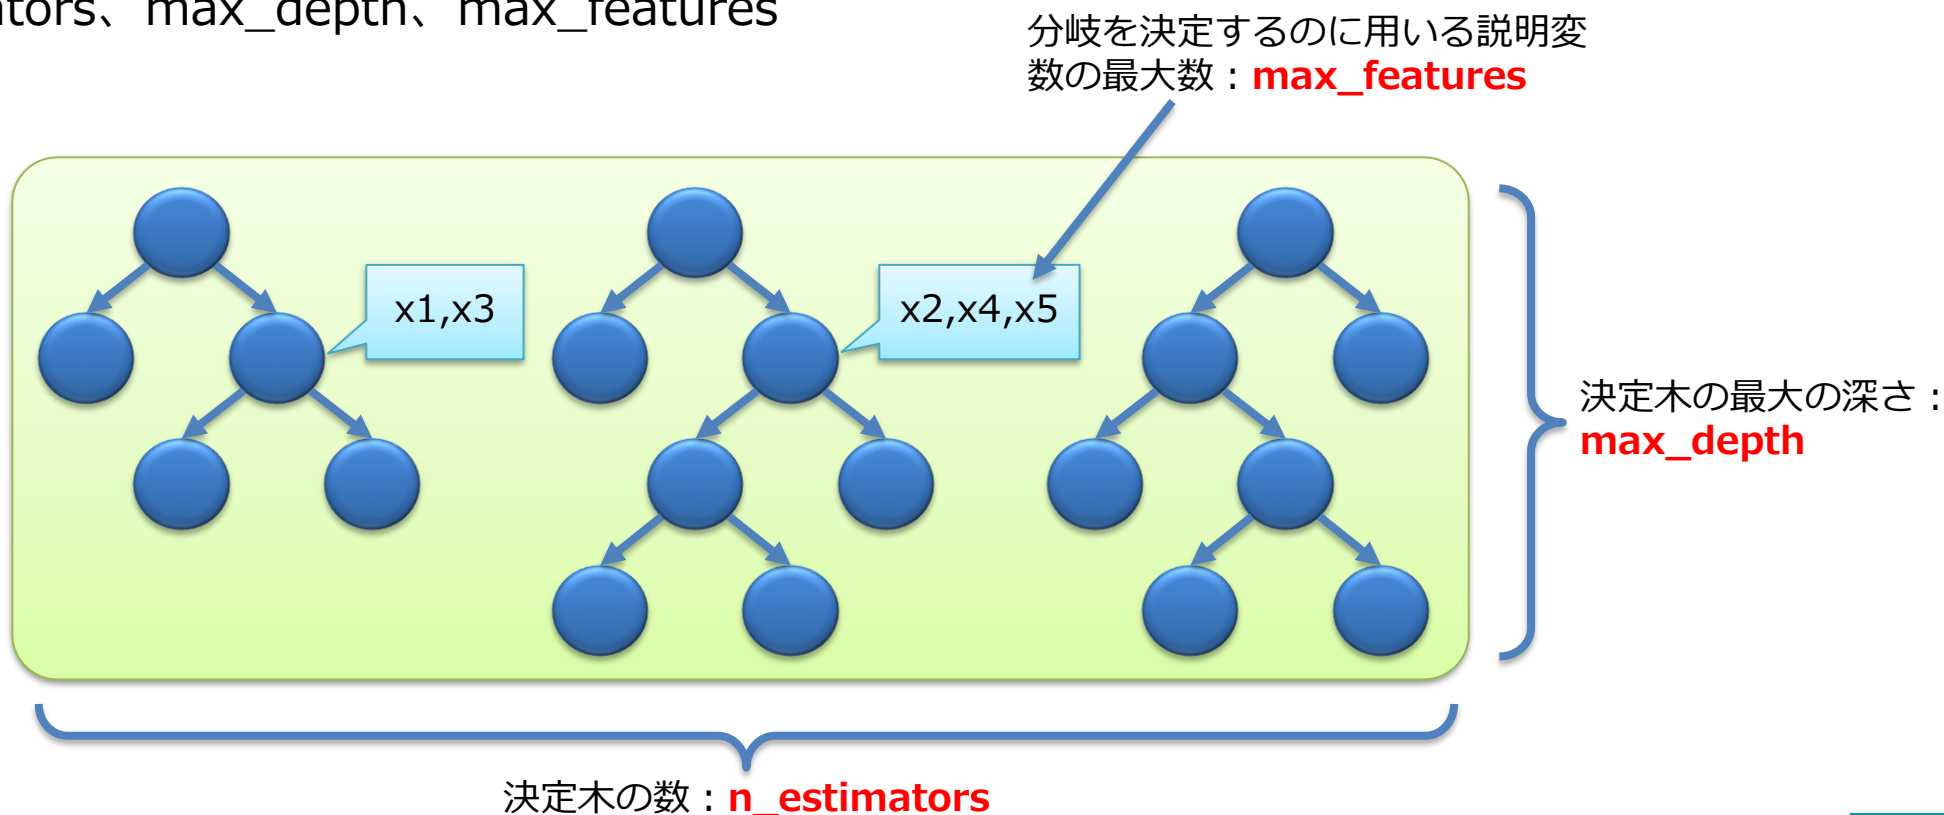 ators、max_depth、max_features
分岐を決定するのに用いる説明変
数の最大数：max_features
x1,x3
x2,x4,x5
決定木の最大の深さ：
max_depth
決定木の数：n_estimators